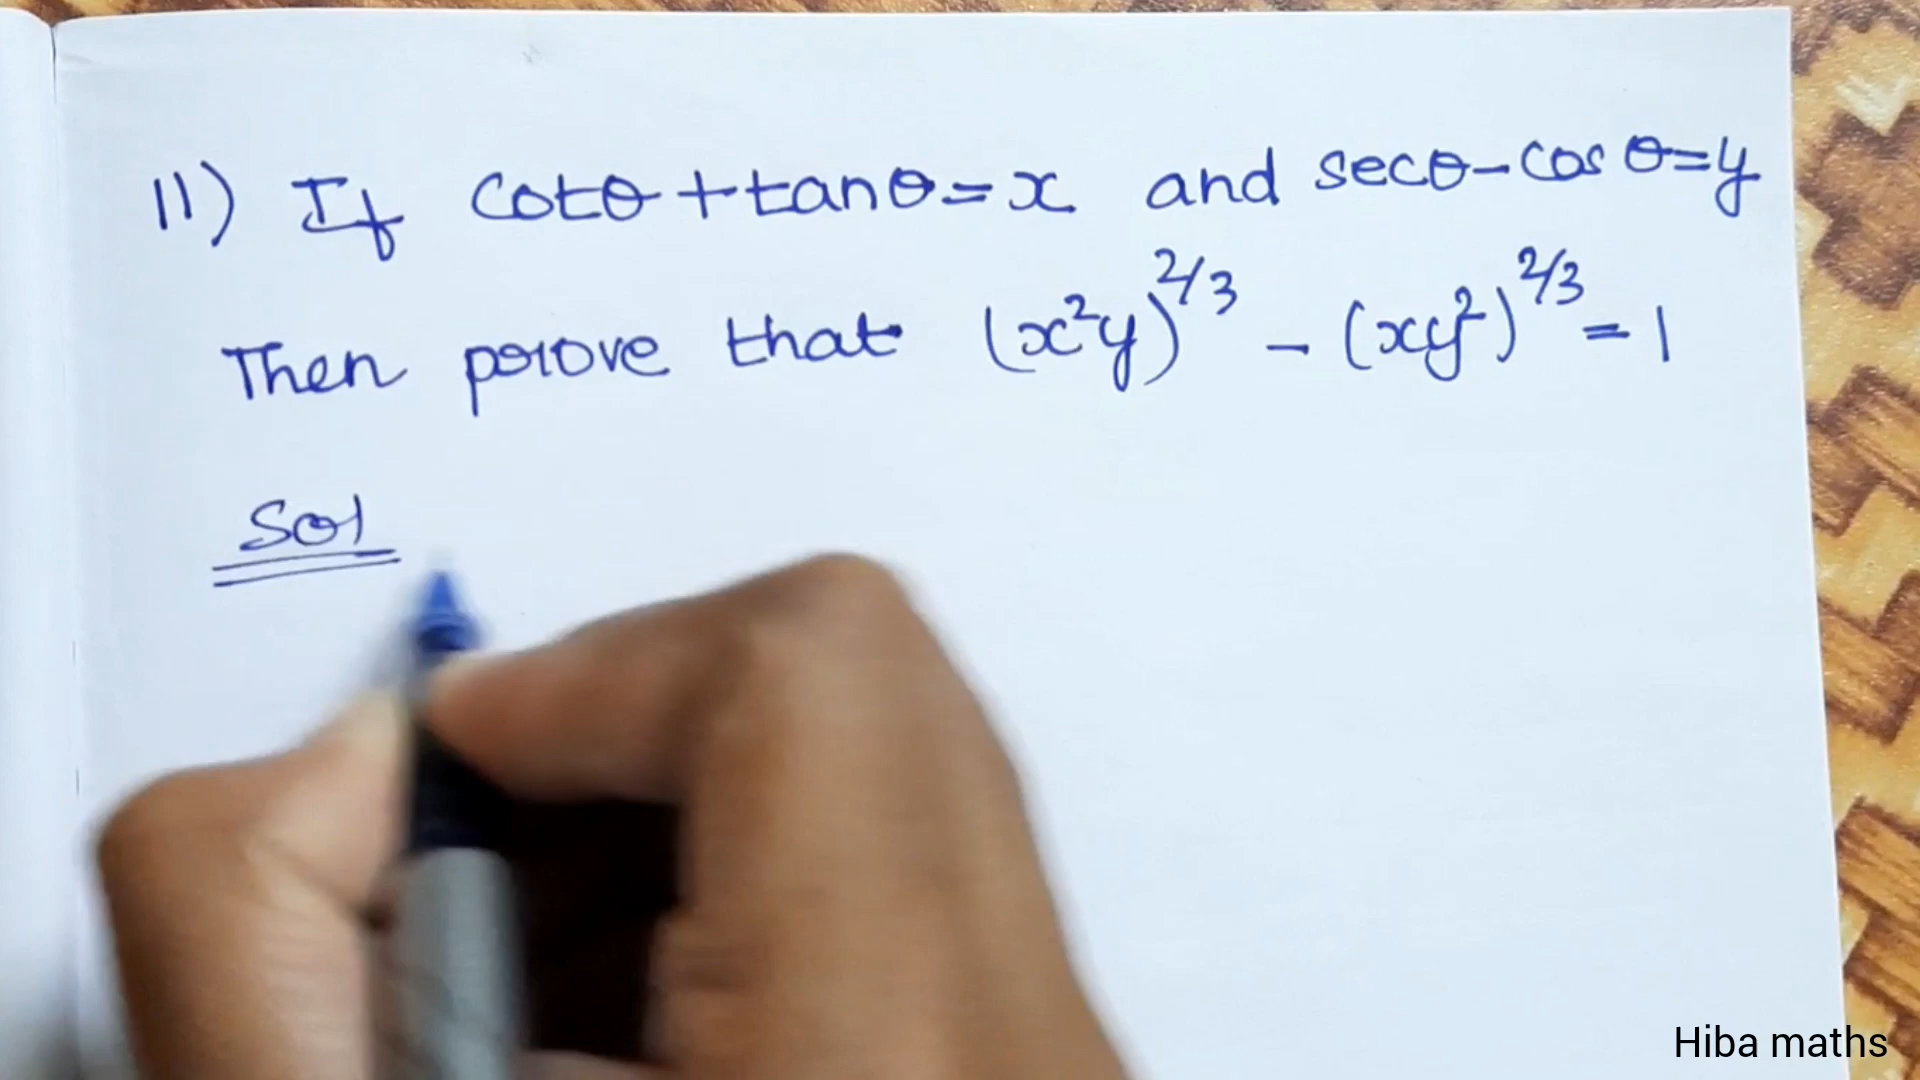 11) If cotθ + tanθ = x and secθ - cosθ = y
Then prove that (x²y)^2/3 - (xy²)^2/3 = 1
Sol
Hiba maths